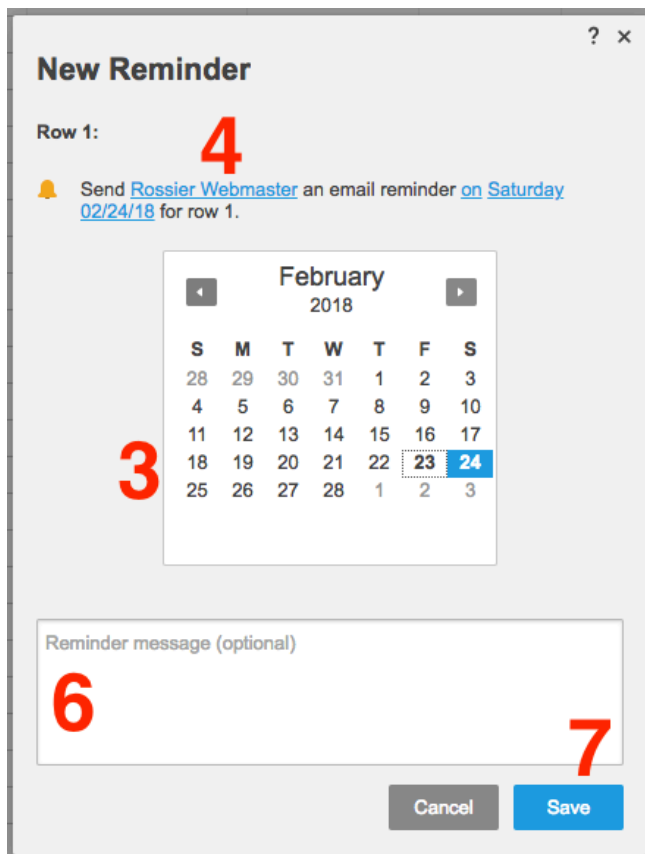 ? ×
New Reminder
Row 1:
4
Send Rossier Webmaster an email reminder on Saturday
02/24/18 for row 1.
February
2018
S M T W T F S
28 29 30 31 1 2 3
4 5 6 7 8 9 10
11 12 13 14 15 16 17
3
18 19 20 21 22 23 24
25 26 27 28 1 2 3
Reminder message (optional)
6
7
Cancel Save